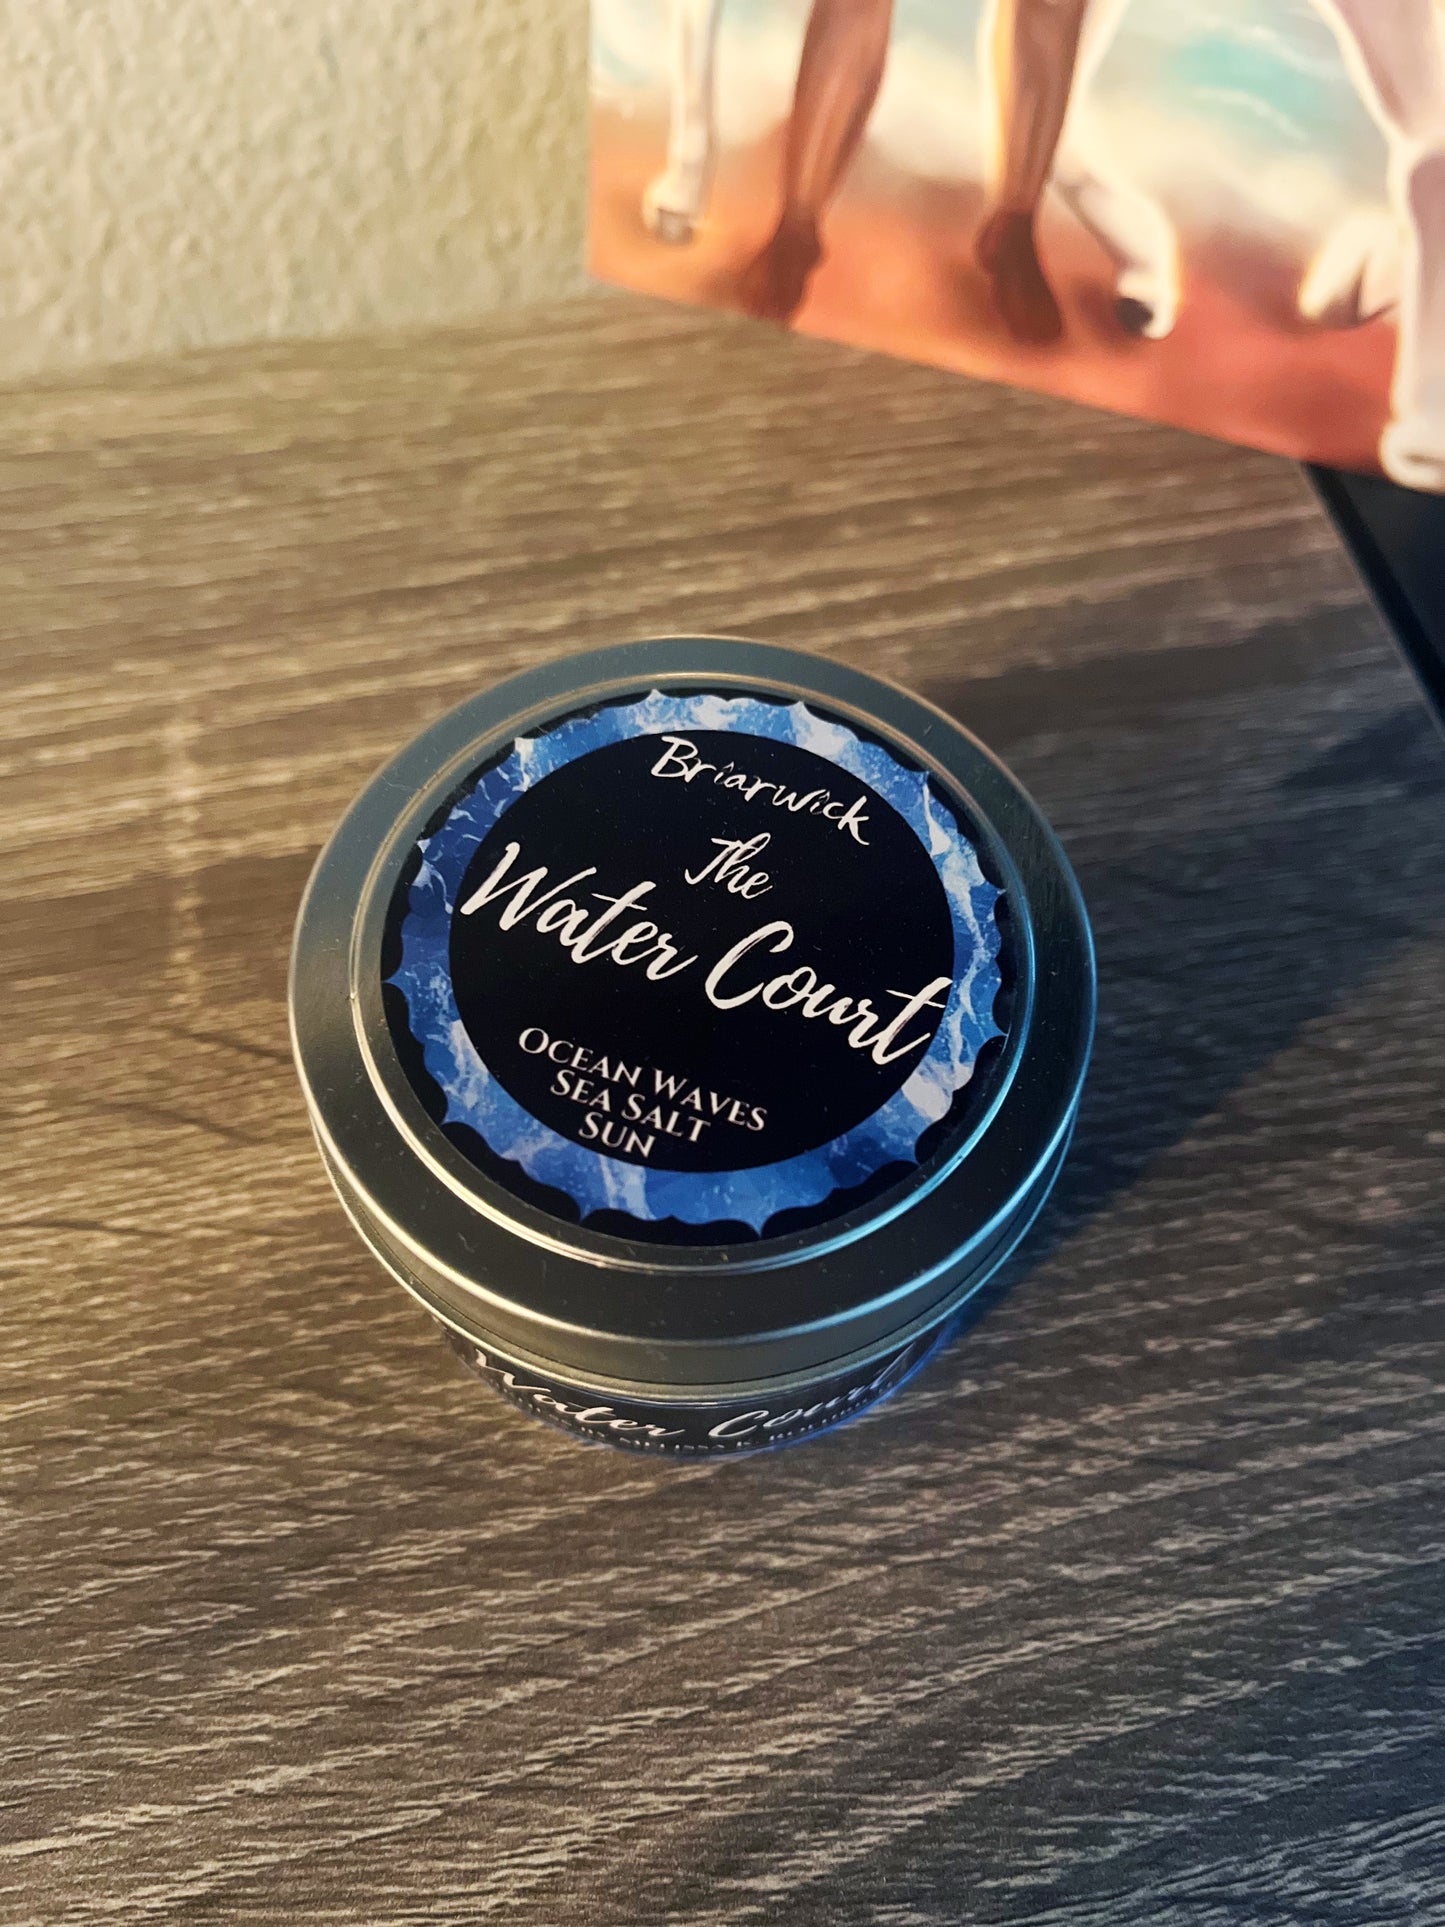 Briarwick
The
Water Court
Ocean Waves
Sea Salt
Sun
Water Court